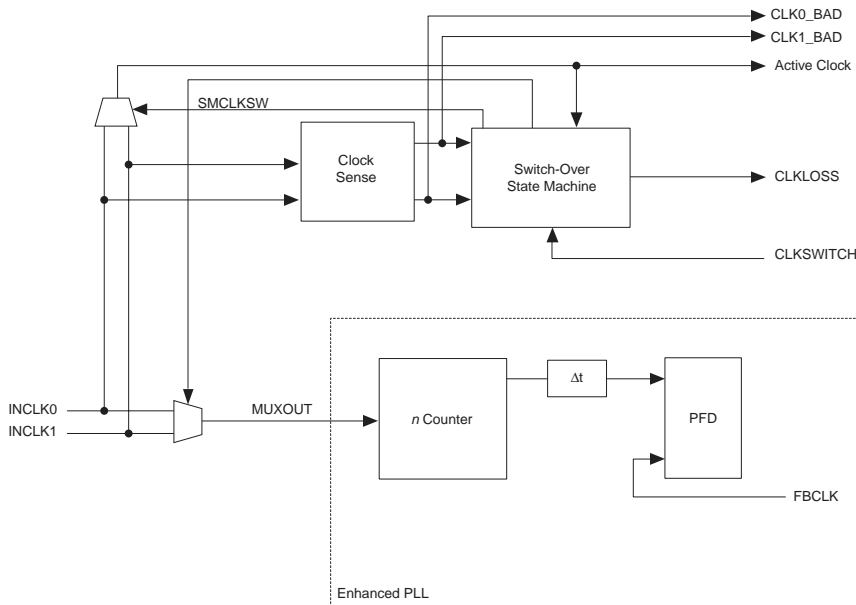 CLK0_BAD
CLK1_BAD
Active Clock
SMCLKSW
Clock
Sense
Switch-Over
State Machine
CLKLOSS
CLKSWITCH
INCLK0
INCLK1
MUXOUT
n Counter
Δt
PFD
FBCLK
Enhanced PLL